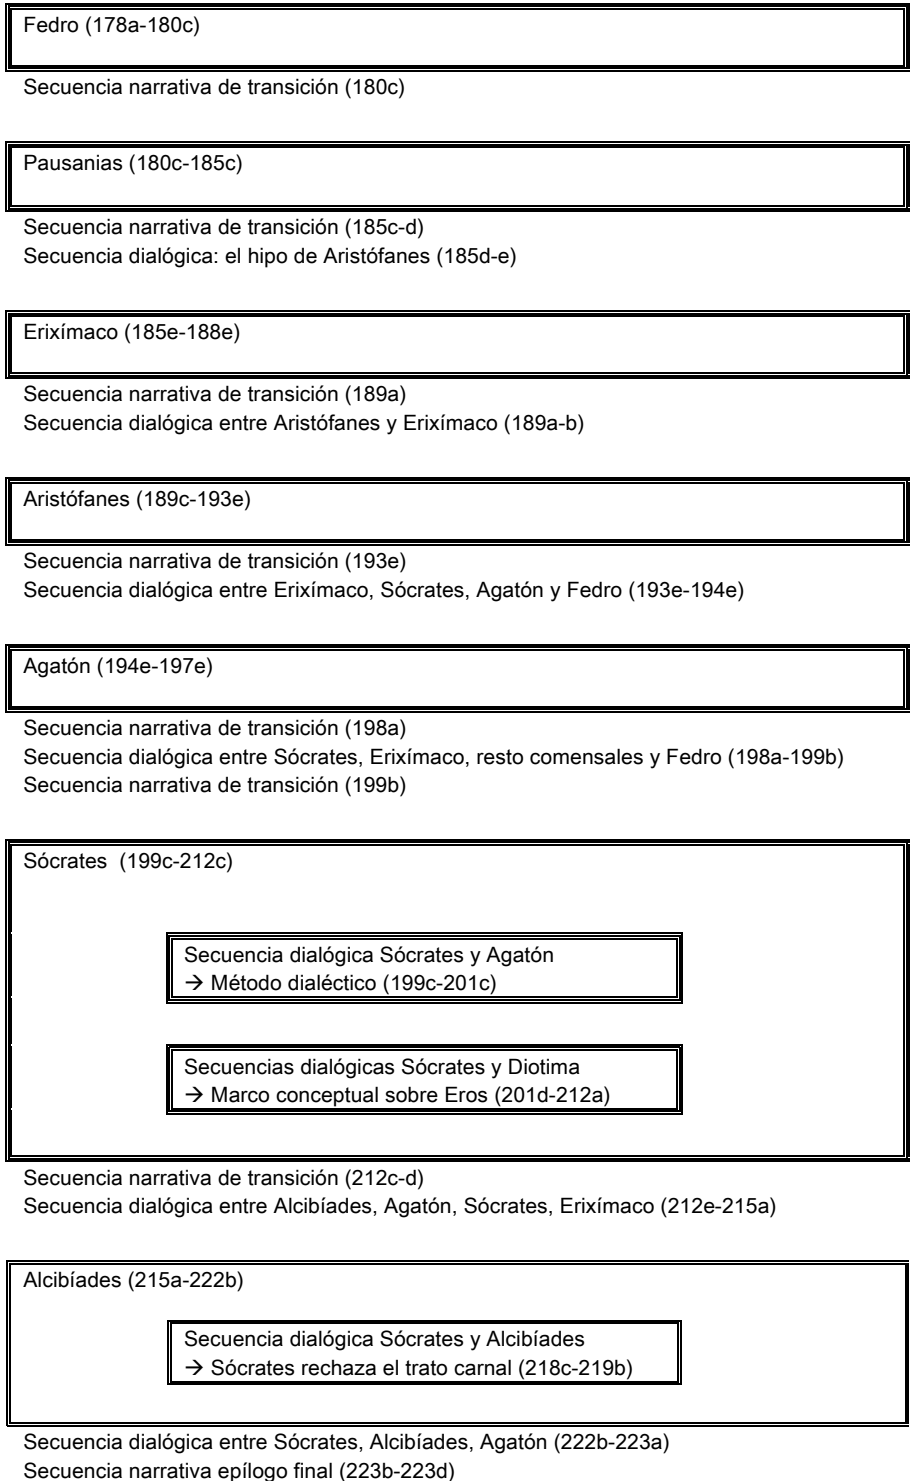 Fedro (178a-180c)
Secuencia narrativa de transición (180c)
Pausanias (180c-185c)
Secuencia narrativa de transición (185c-d)
Secuencia dialógica: el hipo de Aristófanes (185d-e)
Erixímaco (185e-188e)
Secuencia narrativa de transición (189a)
Secuencia dialógica entre Aristófanes y Erixímaco (189a-b)
Aristófanes (189c-193e)
Secuencia narrativa de transición (193e)
Secuencia dialógica entre Erixímaco, Sócrates, Agatón y Fedro (193e-194e)
Agatón (194e-197e)
Secuencia narrativa de transición (198a)
Secuencia dialógica entre Sócrates, Erixímaco, resto comensales y Fedro (198a-199b)
Secuencia narrativa de transición (199b)
Sócrates  (199c-212c)
Secuencia dialógica Sócrates y Agatón
→ Método dialéctico (199c-201c)
Secuencias dialógicas Sócrates y Diotima
→ Marco conceptual sobre Eros (201d-212a)
Secuencia narrativa de transición (212c-d)
Secuencia dialógica entre Alcibíades, Agatón, Sócrates, Erixímaco (212e-215a)
Alcibíades (215a-222b)
Secuencia dialógica Sócrates y Alcibíades
→ Sócrates rechaza el trato carnal (218c-219b)
Secuencia dialógica entre Sócrates, Alcibíades, Agatón (222b-223a)
Secuencia narrativa epílogo final (223b-223d)